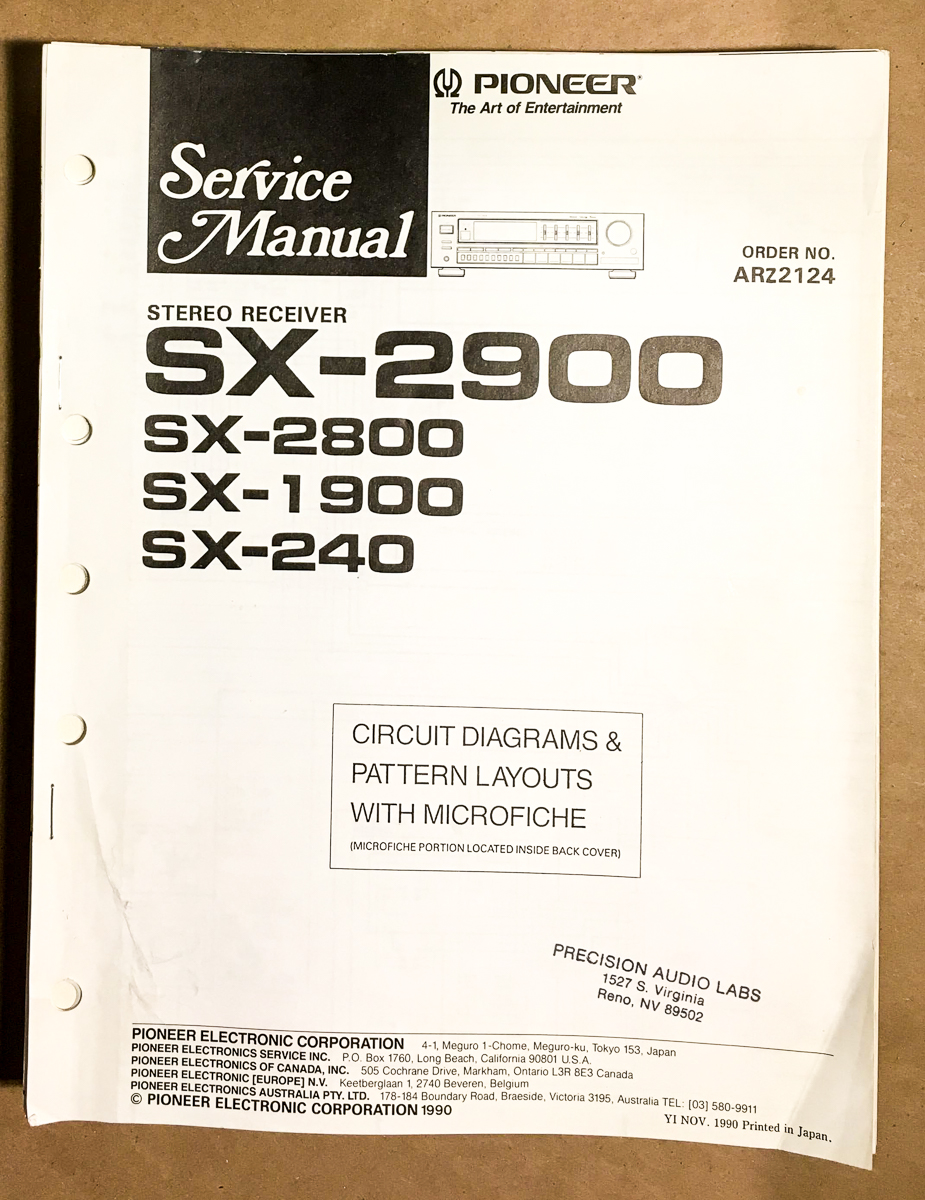 PIONEER®
The Art of Entertainment
Service
Manual
ORDER NO.
ARZ2124
STEREO RECEIVER
SX-2900
SX-2800
SX-1900
SX-240
CIRCUIT DIAGRAMS &
PATTERN LAYOUTS
WITH MICROFICHE
(MICROFICHE PORTION LOCATED INSIDE BACK COVER)
PRECISION AUDIO LABS
1527 S. Virginia
Reno, NV 89502
PIONEER ELECTRONIC CORPORATION 4-1, Meguro 1-Chome, Meguro-ku, Tokyo 153, Japan
PIONEER ELECTRONICS SERVICE INC. P.O. Box 1760, Long Beach, California 90801 U.S.A.
PIONEER ELECTRONICS OF CANADA, INC. 505 Cochrane Drive, Markham, Ontario L3R 8E3 Canada
PIONEER ELECTRONIC [EUROPE] N.V. Keetberglaan 1, 2740 Beveren, Belgium
PIONEER ELECTRONICS AUSTRALIA PTY. LTD. 178-184 Boundary Road, Braeside, Victoria 3195, Australia TEL: [03] 580-9911
© PIONEER ELECTRONIC CORPORATION 1990
YI NOV. 1990 Printed in Japan.